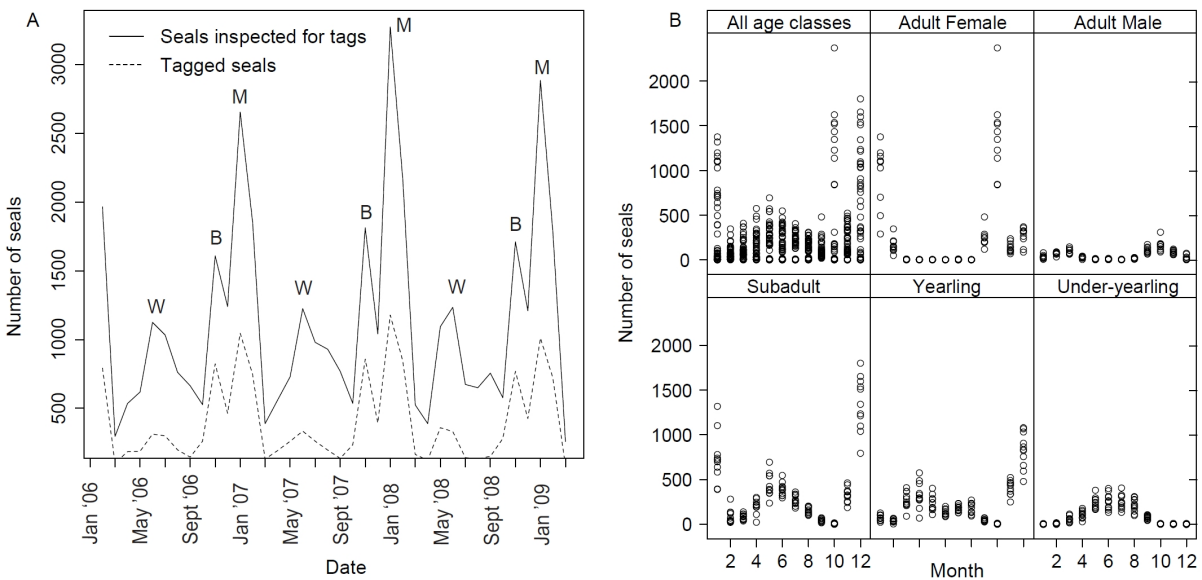 A
Seals inspected for tags
Tagged seals
Number of seals
3000
2500
2000
1500
1000
500
W
B
M
W
B
M
W
B
M
Jan ‘06
May ‘06
Sept ‘06
Jan ‘07
May ‘07
Sept ‘07
Jan ‘08
May ‘08
Sept ‘08
Jan ‘09
Date
B
All age classes Adult Female Adult Male
Number of seals
2000
1500
1000
500
0
Subadult Yearling Under-yearling
2000
1500
1000
500
0
2 4 6 8 10 12
2 4 6 8 10 12
Month